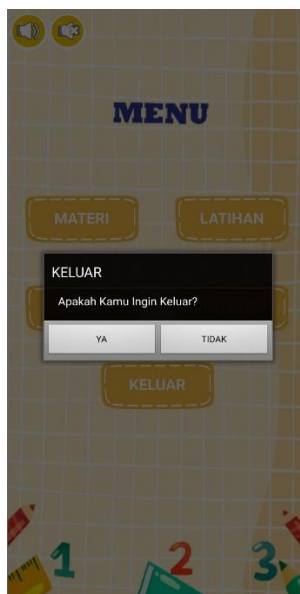 MENU
MATERI
LATIHAN
KELUAR
Apakah Kamu Ingin Keluar?
YA
TIDAK
KELUAR
1
2
3